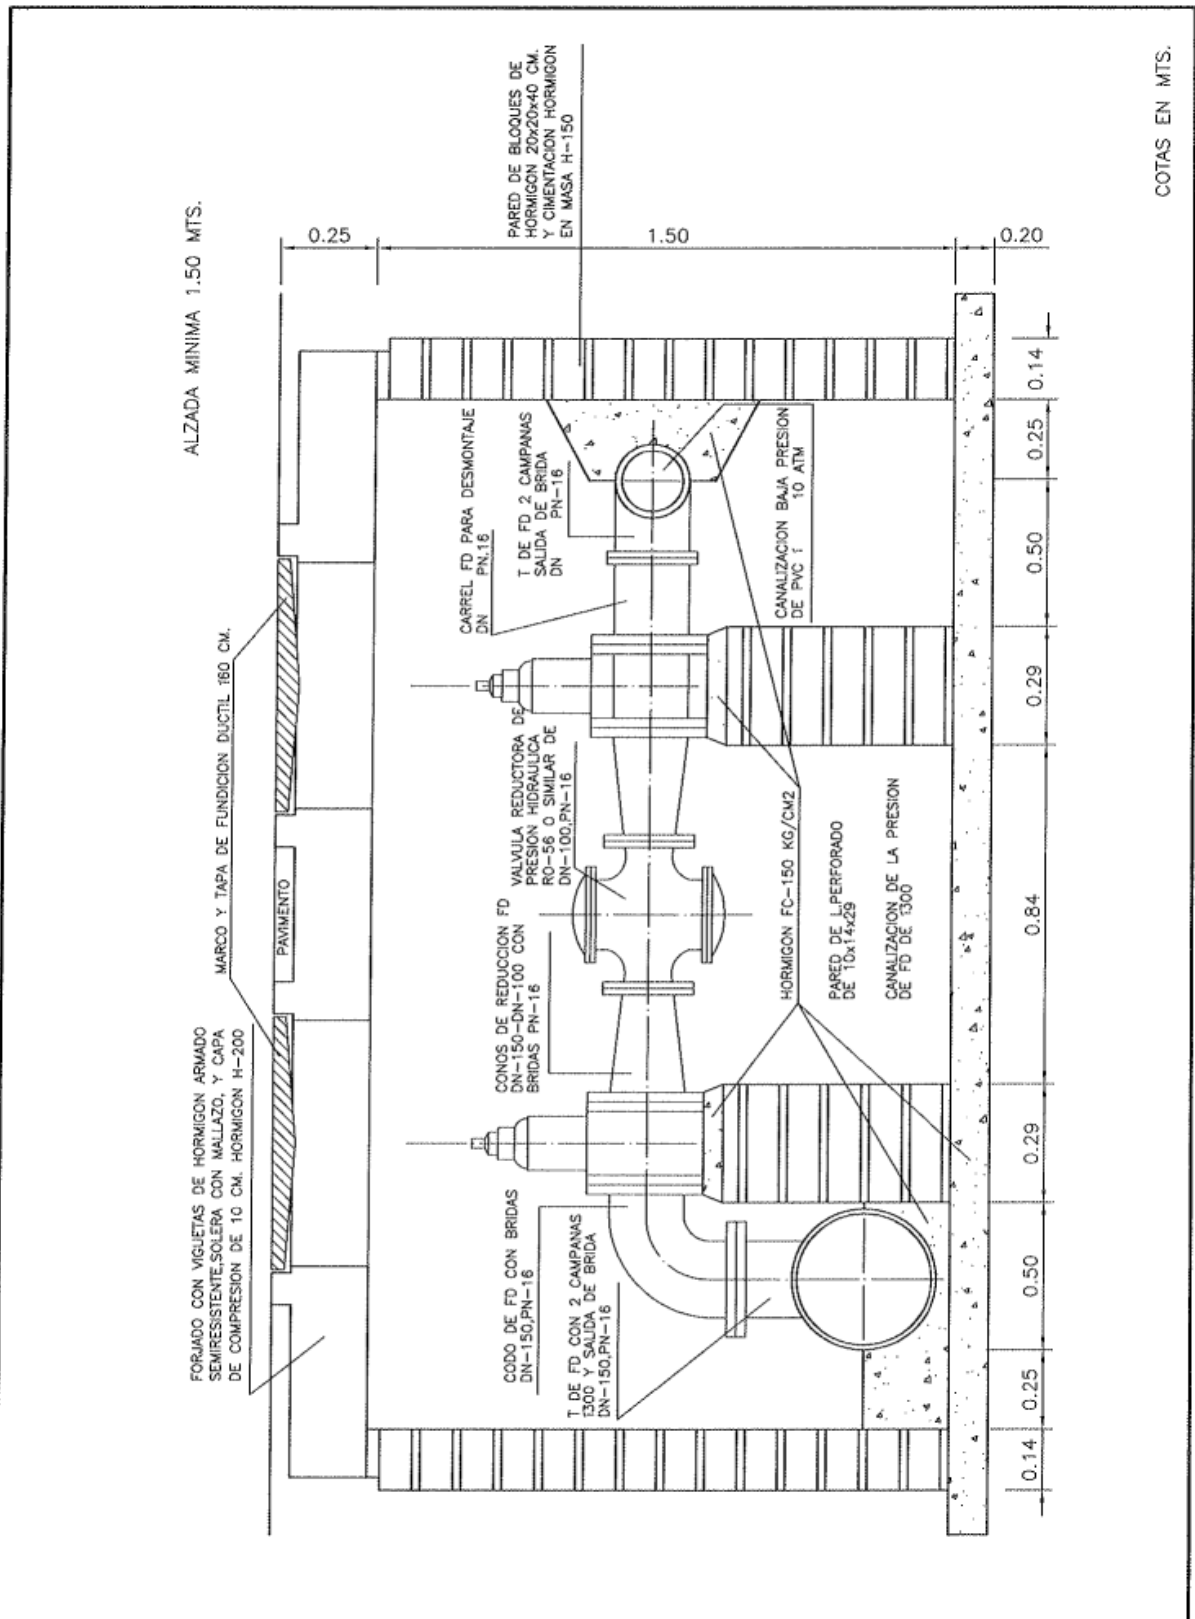 ALZADA MINIMA 1.50 MTS.
FORJADO CON VIGUETAS DE HORMIGON ARMADO
SEMIRESISTENTE,SOLERA CON MALLAZO, Y CAPA
DE COMPRESION DE 10 CM. HORMIGON H-200
MARCO Y TAPA DE FUNDICION DUCTIL 160 CM.
PAVIMENTO
0.25
1.50
0.20
PARED DE BLOQUES DE
HORMIGON 20x20x40 CM.
Y CIMENTACION HORMIGON
EN MASA H-150
CODO DE FD CON BRIDAS
DN-150,PN-16
T DE FD CON 2 CAMPANAS
1300 Y SALIDA DE BRIDA
DN-150,PN-16
CONOS DE REDUCCION FD
DN-150-DN-100 CON
BRIDAS PN-16
VALVULA REDUCTORA DE
PRESION HIDRAULICA
RO-56 O SIMILAR DE
DN-100,PN-16
CARREL FD PARA DESMONTAJE
DN PN.16
T DE FD 2 CAMPANAS
SALIDA DE BRIDA
DN PN-16
CANALIZACION BAJA PRESION
DE PVC 1 10 ATM
HORMIGON FC-150 KG/CM2
PARED DE L.PERFORADO
DE 10x14x29
CANALIZACION DE LA PRESION
DE FD DE 1300
0.14
0.25
0.50
0.29
0.84
0.29
0.50
0.25
0.14
COTAS EN MTS.